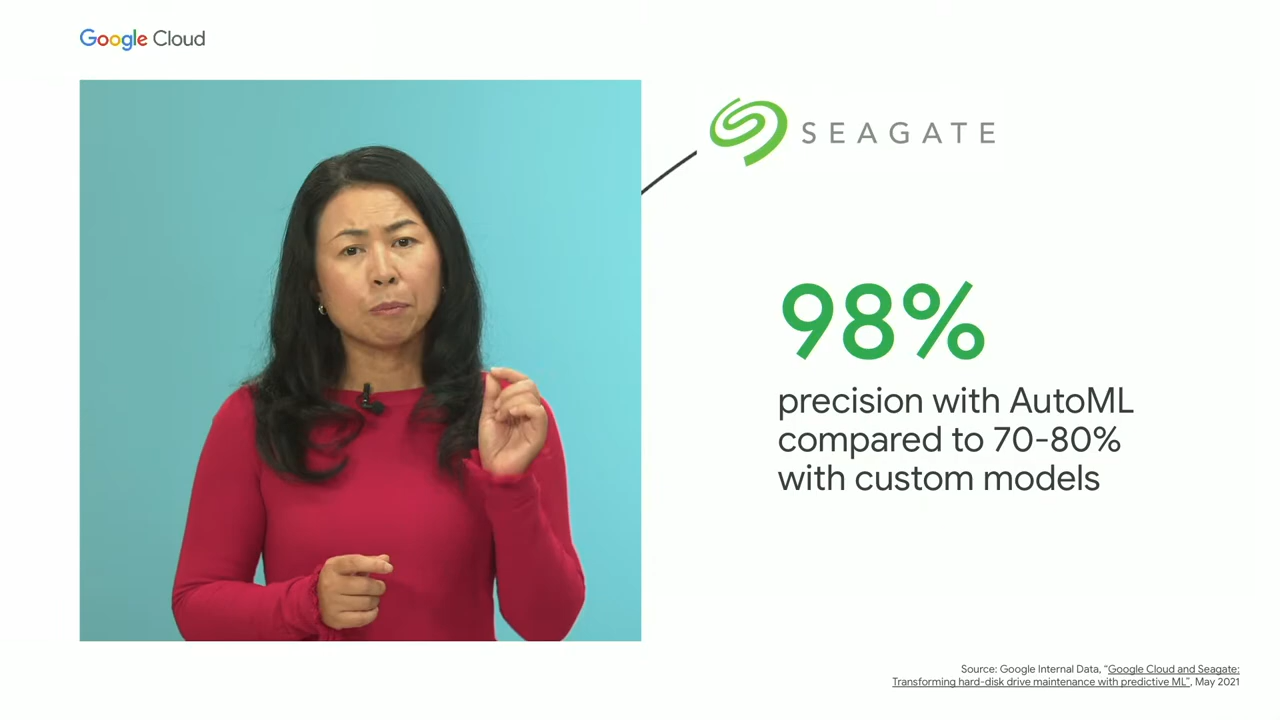 Google Cloud
SEAGATE
98%
precision with AutoML
compared to 70-80%
with custom models
Source: Google Internal Data, “Google Cloud and Seagate:
Transforming hard-disk drive maintenance with predictive ML”, May 2021